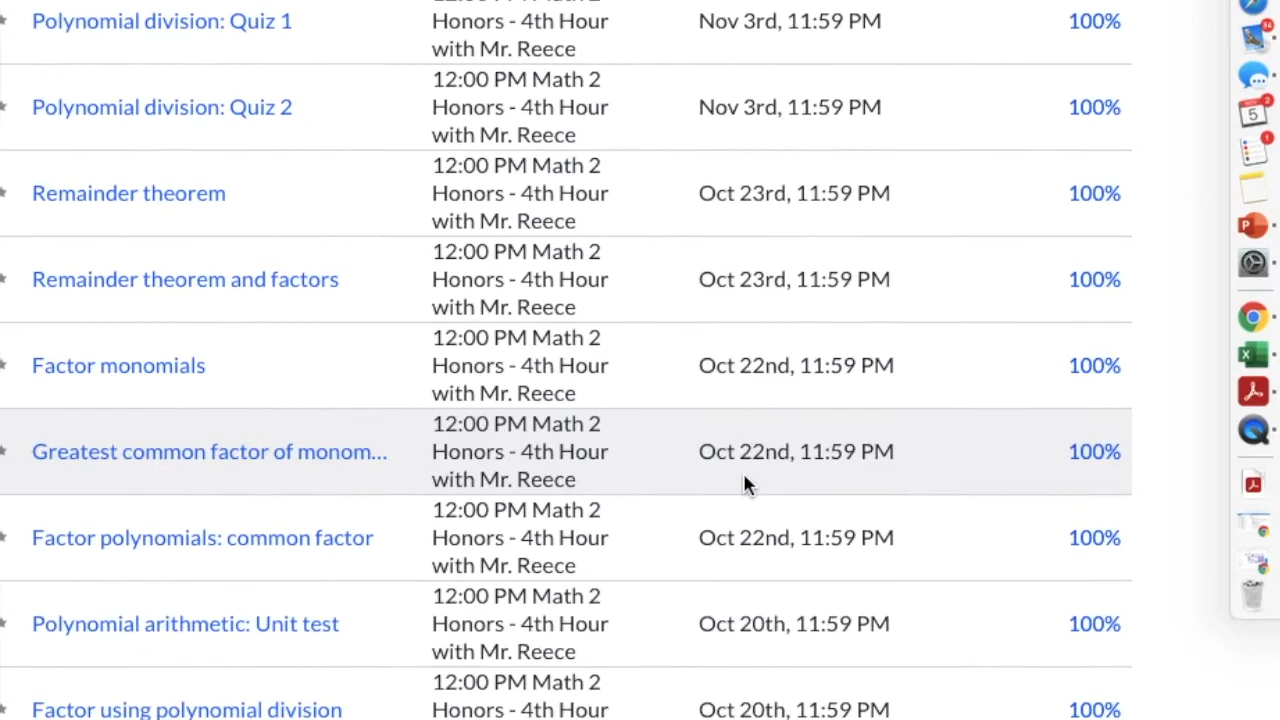 Polynomial division: Quiz 1
Honors - 4th Hour
with Mr. Reece
Nov 3rd, 11:59 PM
100%
Polynomial division: Quiz 2
12:00 PM Math 2
Honors - 4th Hour
with Mr. Reece
Nov 3rd, 11:59 PM
100%
Remainder theorem
12:00 PM Math 2
Honors - 4th Hour
with Mr. Reece
Oct 23rd, 11:59 PM
100%
Remainder theorem and factors
12:00 PM Math 2
Honors - 4th Hour
with Mr. Reece
Oct 23rd, 11:59 PM
100%
Factor monomials
12:00 PM Math 2
Honors - 4th Hour
with Mr. Reece
Oct 22nd, 11:59 PM
100%
Greatest common factor of monom...
12:00 PM Math 2
Honors - 4th Hour
with Mr. Reece
Oct 22nd, 11:59 PM
100%
Factor polynomials: common factor
12:00 PM Math 2
Honors - 4th Hour
with Mr. Reece
Oct 22nd, 11:59 PM
100%
Polynomial arithmetic: Unit test
12:00 PM Math 2
Honors - 4th Hour
with Mr. Reece
Oct 20th, 11:59 PM
100%
Factor using polynomial division
12:00 PM Math 2
Honors - 4th Hour
Oct 20th, 11:59 PM
100%
NOV
5
2
1
P
X